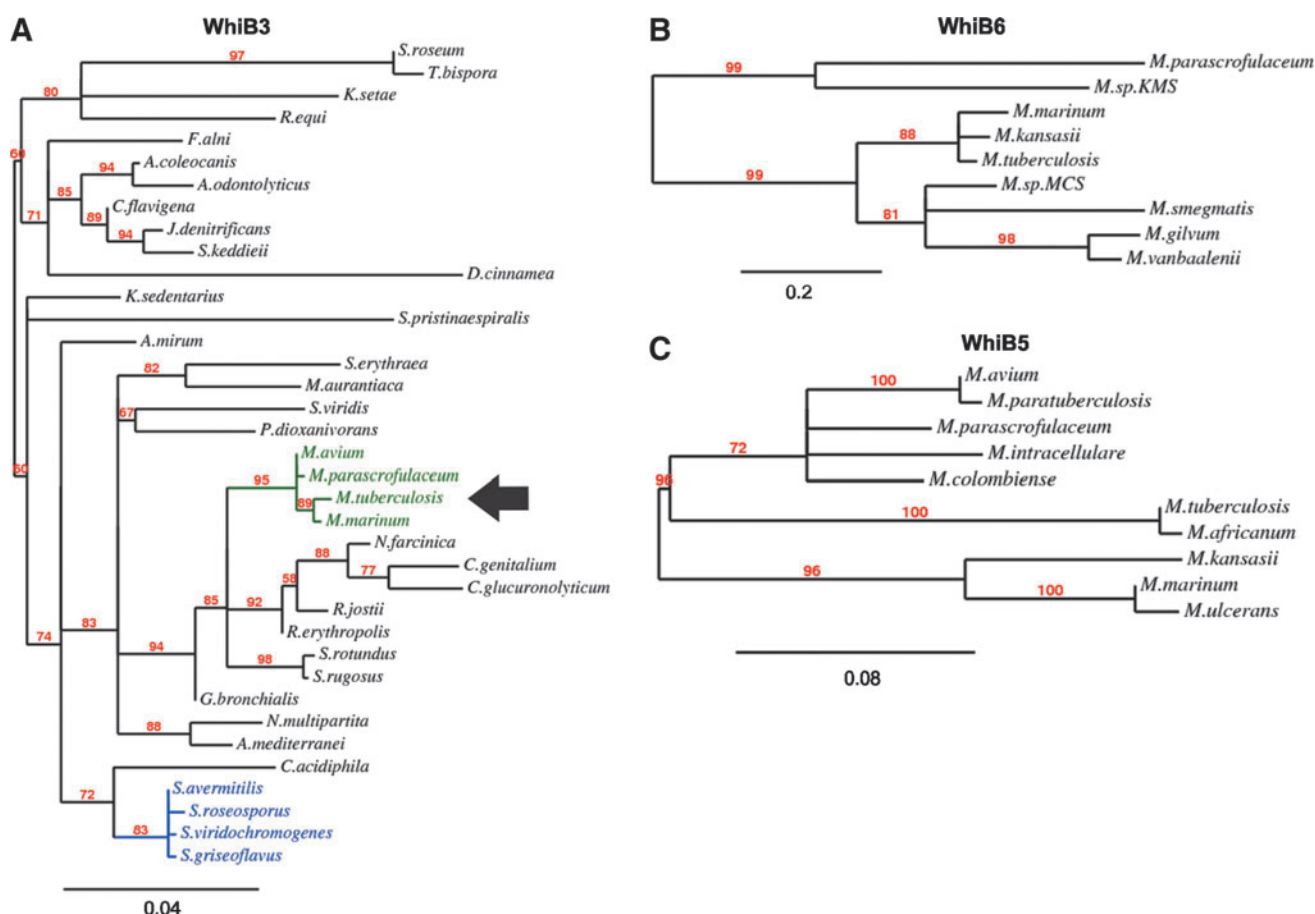 A
WhiB3
97
S.roseum
T.bispora
80
K.setae
R.equi
60
F.alni
94
A.coleocanis
85
A.odontolyticus
C.flavigena
89
71
J.denitrificans
94
S.keddieii
D.cinnamea
K.sedentarius
S.pristinaespiralis
A.mirum
82
S.erythraea
M.aurantiaca
67
S.viridis
P.dioxanivorans
M.avium
60
95
M.parascrofulaceum
89
M.tuberculosis
M.marinum
N.farcinica
88
C.genitalium
77
58
C.glucuronolyticum
85
92
R.jostii
83
R.erythropolis
74
94
S.rotundus
98
S.rugosus
G.bronchialis
N.multipartita
88
A.mediterranei
C.acidiphila
72
S.avermitilis
S.roseosporus
83
S.viridochromogenes
S.griseoflavus
0.04
B
WhiB6
99
M.parascrofulaceum
M.sp.KMS
M.marinum
88
M.kansasii
M.tuberculosis
99
M.sp.MCS
81
M.smegmatis
98
M.gilvum
M.vanbaalenii
0.2
C
WhiB5
100
M.avium
M.paratuberculosis
M.parascrofulaceum
72
M.intracellulare
M.colombiense
96
M.tuberculosis
100
M.africanum
M.kansasii
96
M.marinum
100
M.ulcerans
0.08